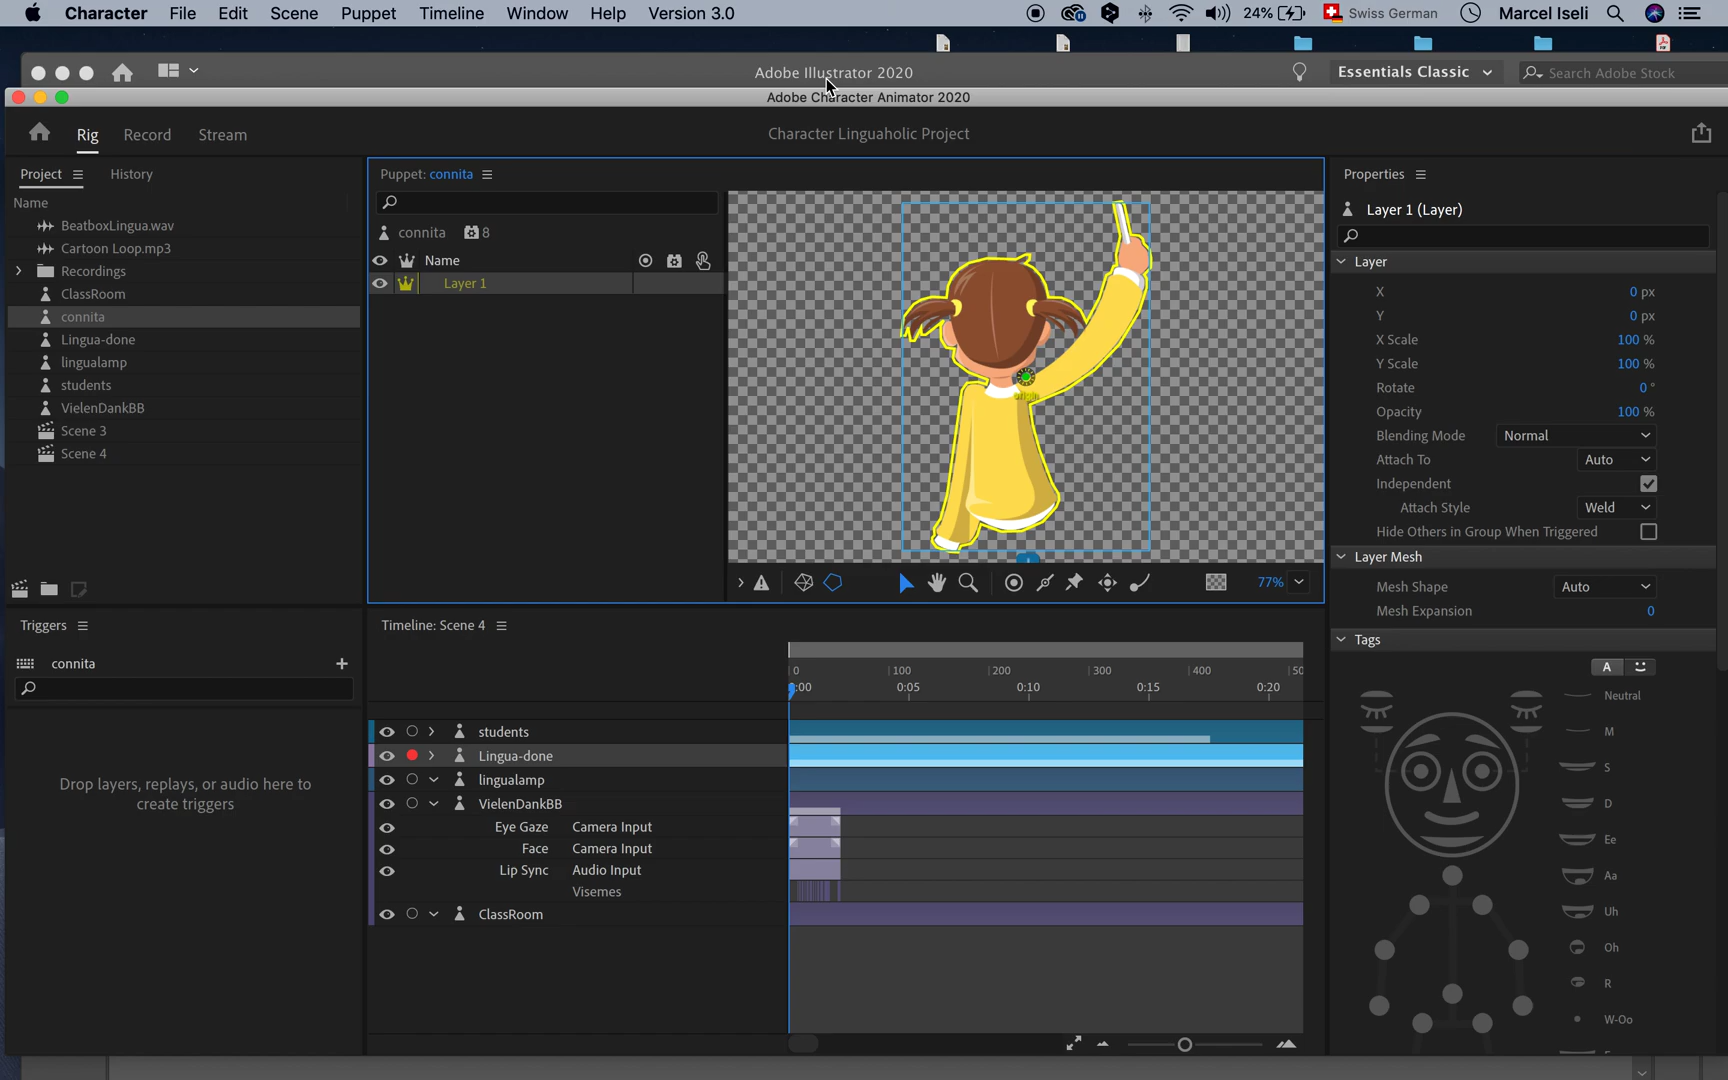 Character File Edit Scene Puppet Timeline Window Help Version 3.0 24% Swiss German Marcel Iseli
Adobe Illustrator 2020 Essentials Classic Search Adobe Stock
Adobe Character Animator 2020
Rig Record Stream Character Linguaholic Project
Project History
Name
BeatboxLingua.wav
Cartoon Loop.mp3
Recordings
ClassRoom
connita
Lingua-done
lingualamp
students
VielenDankBB
Scene 3
Scene 4
Puppet: connita
connita 8
Name
Layer 1
origin
77%
Properties
Layer 1 (Layer)
Layer
X 0 px
Y 0 px
X Scale 100 %
Y Scale 100 %
Rotate 0 °
Opacity 100 %
Blending Mode Normal
Attach To Auto
Independent
Attach Style Weld
Hide Others in Group When Triggered
Layer Mesh
Mesh Shape Auto
Mesh Expansion 0
Tags
A
Neutral
M
S
D
Ee
Aa
Uh
Oh
R
W-Oo
Triggers
connita
Drop layers, replays, or audio here to
create triggers
Timeline: Scene 4
0 100 200 300 400 50
:00 0:05 0:10 0:15 0:20
students
Lingua-done
lingualamp
VielenDankBB
Eye Gaze Camera Input
Face Camera Input
Lip Sync Audio Input
Visemes
ClassRoom